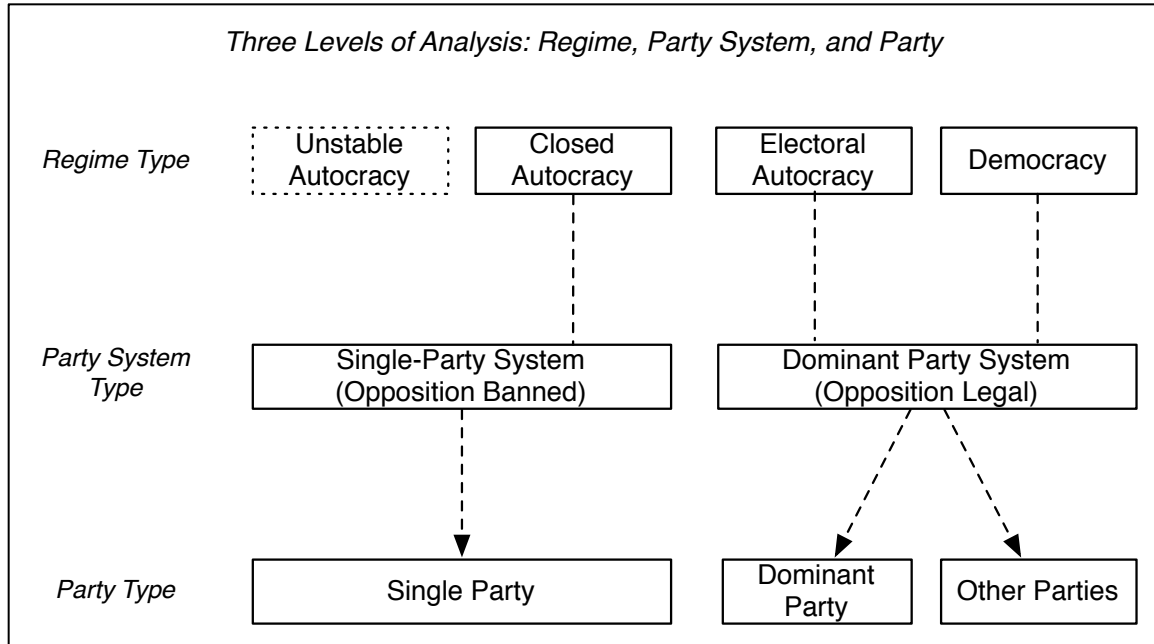 Three Levels of Analysis: Regime, Party System, and Party
Regime Type
Unstable
Autocracy
Closed
Autocracy
Electoral
Autocracy
Democracy
Party System
Type
Single-Party System
(Opposition Banned)
Dominant Party System
(Opposition Legal)
Party Type
Single Party
Dominant
Party
Other Parties